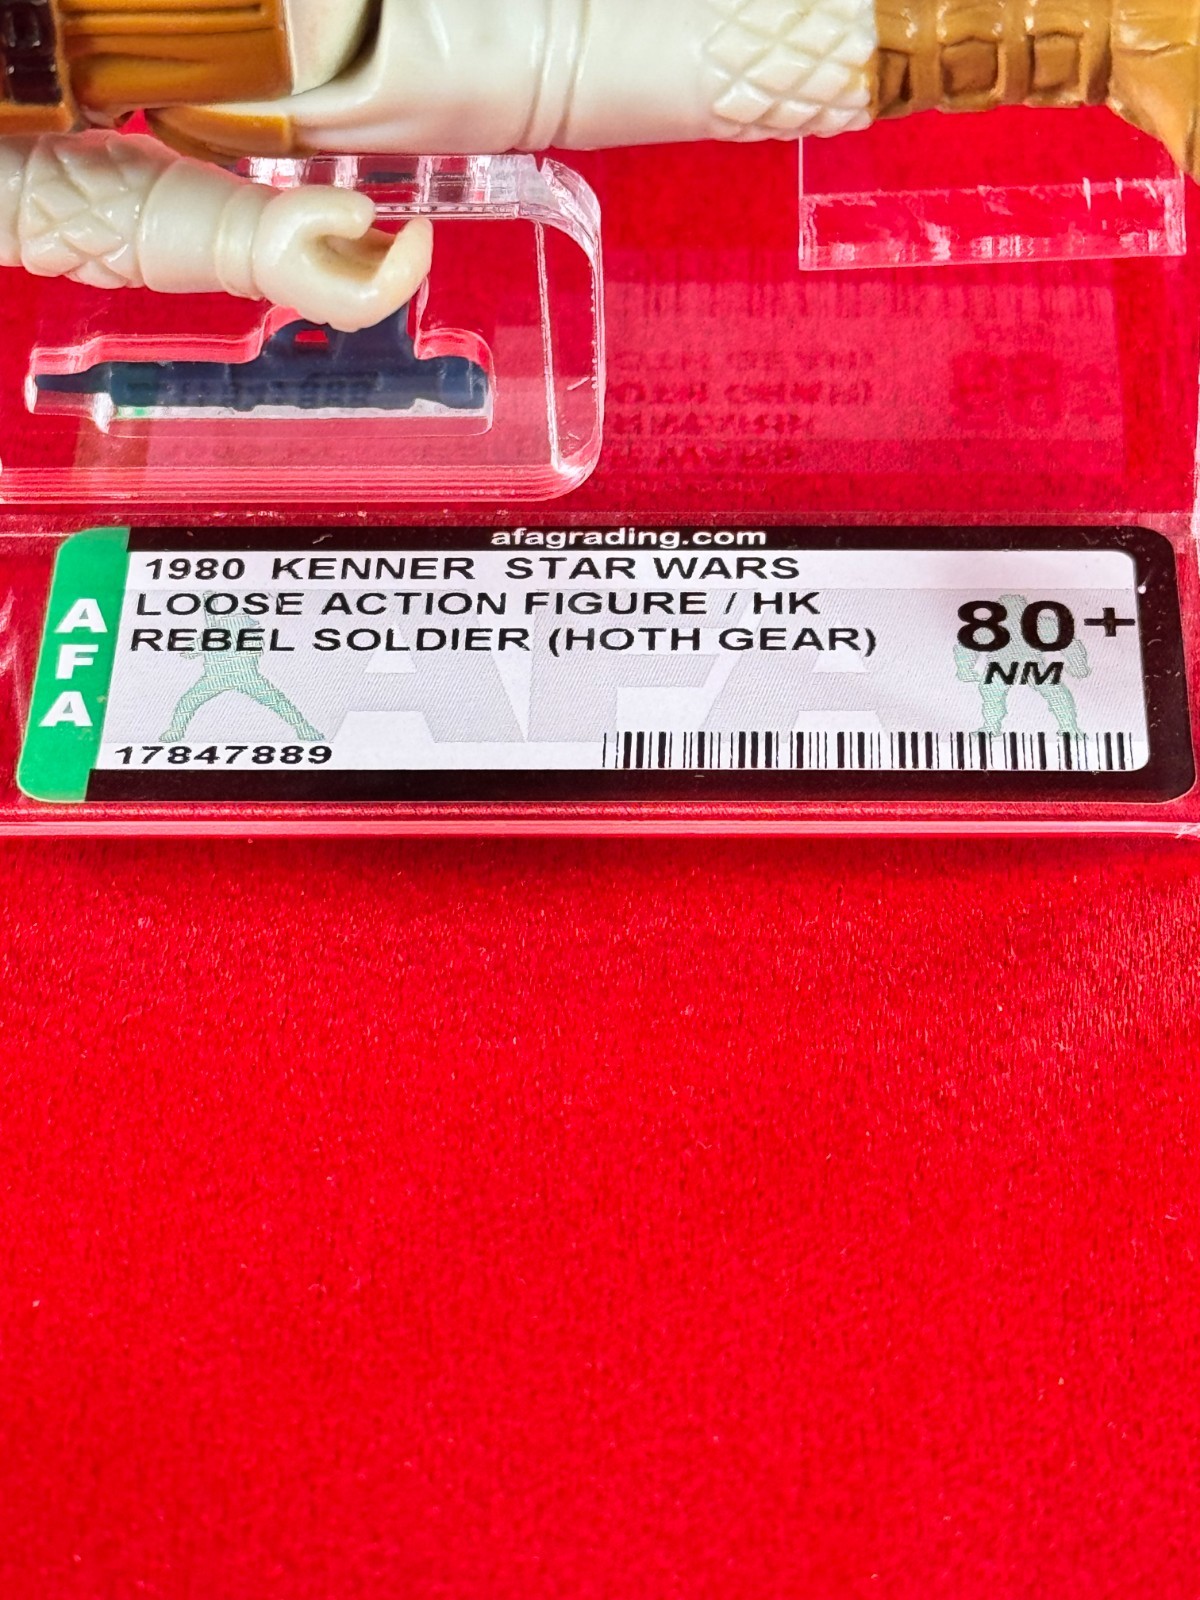 afagrading.com
1980 KENNER STAR WARS
LOOSE ACTION FIGURE / HK
REBEL SOLDIER (HOTH GEAR)
80+
NM
AFA
17847889